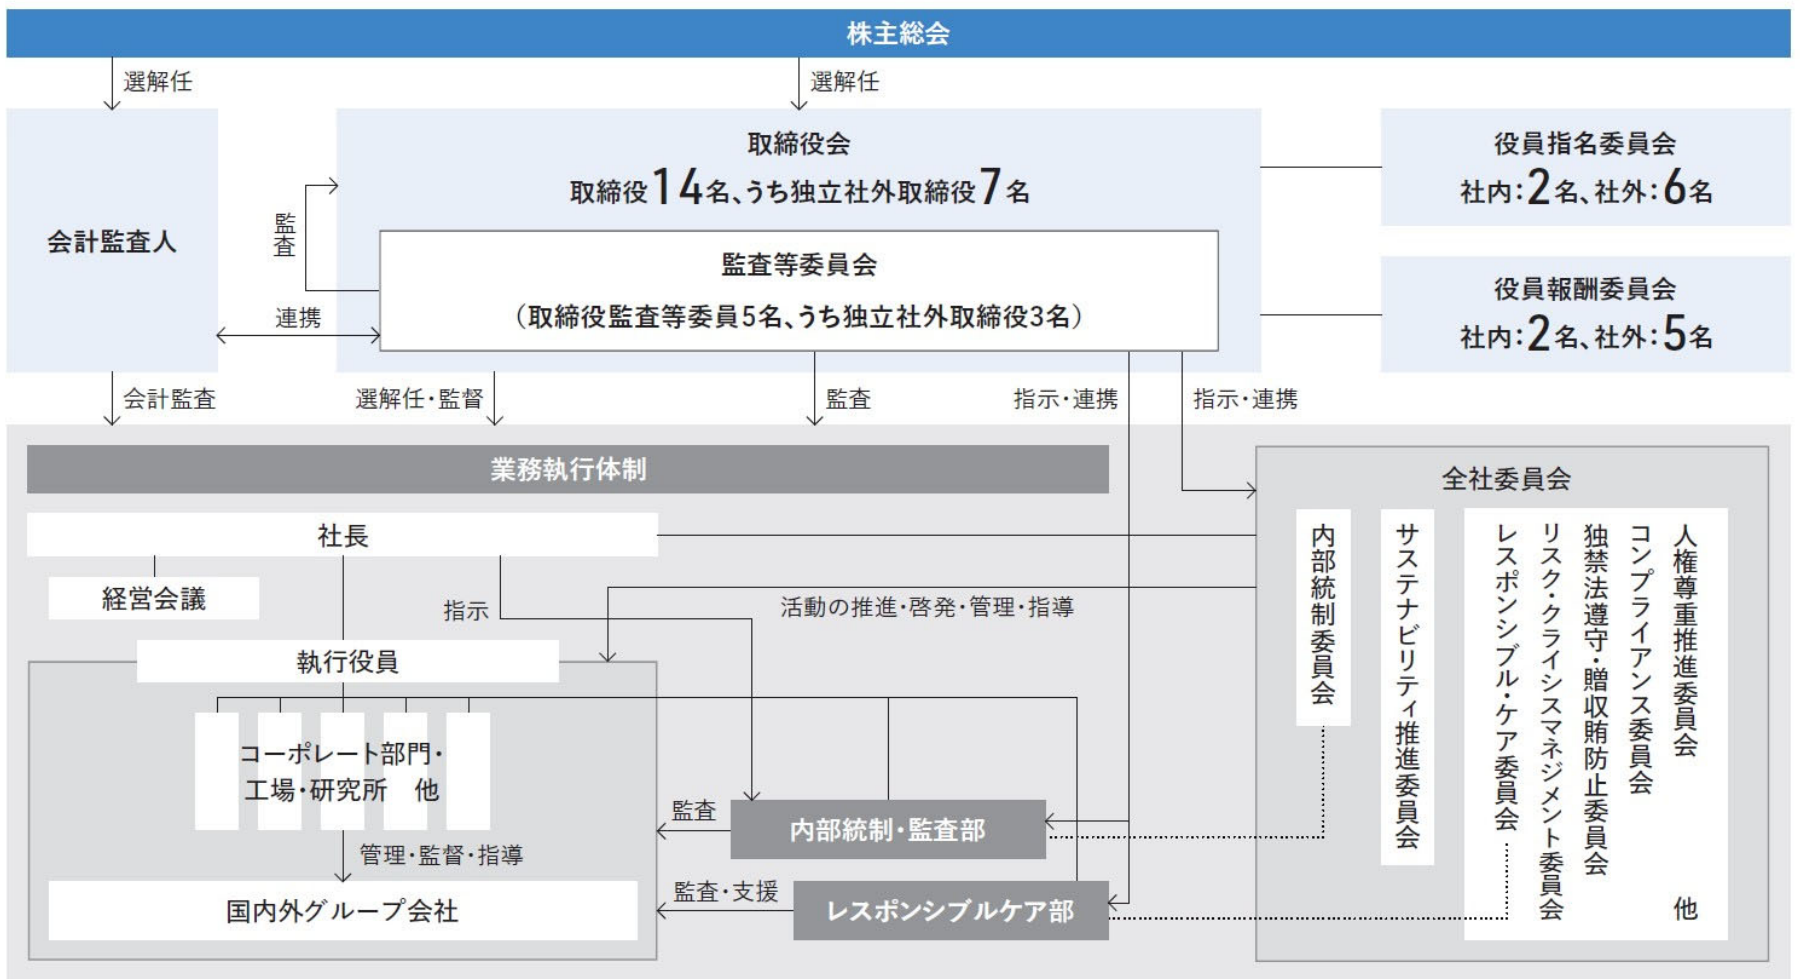 株主総会
選解任
選解任
会計監査人
取締役会
取締役14名、うち独立社外取締役7名
監査
監査等委員会
(取締役監査等委員5名、うち独立社外取締役3名)
連携
役員指名委員会
社内:2名、社外:6名
役員報酬委員会
社内:2名、社外:5名
会計監査
選解任・監督
監査
指示・連携
指示・連携
業務執行体制
社長
経営会議
指示
活動の推進・啓発・管理・指導
執行役員
コーポレート部門・
工場・研究所 他
管理・監督・指導
国内外グループ会社
監査
内部統制・監査部
監査・支援
レスポンシブルケア部
全社委員会
内部統制委員会
サステナビリティ推進委員会
人権尊重推進委員会 他
コンプライアンス委員会
独禁法遵守・贈収賄防止委員会
リスク・クライシスマネジメント委員会
レスポンシブル・ケア委員会